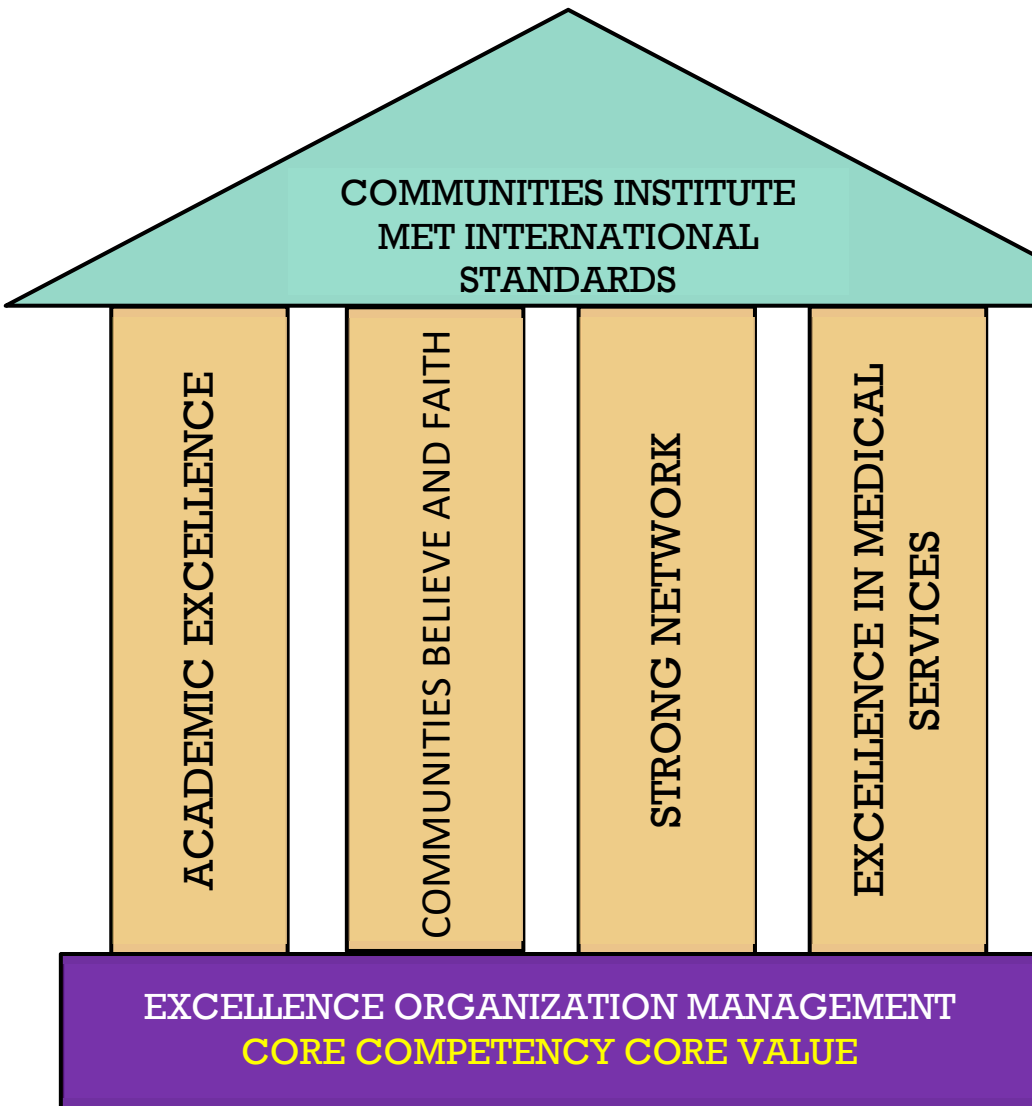 COMMUNITIES INSTITUTE
MET INTERNATIONAL
STANDARDS
ACADEMIC EXCELLENCE
COMMUNITIES BELIEVE AND FAITH
STRONG NETWORK
EXCELLENCE IN MEDICAL
SERVICES
EXCELLENCE ORGANIZATION MANAGEMENT
CORE COMPETENCY CORE VALUE